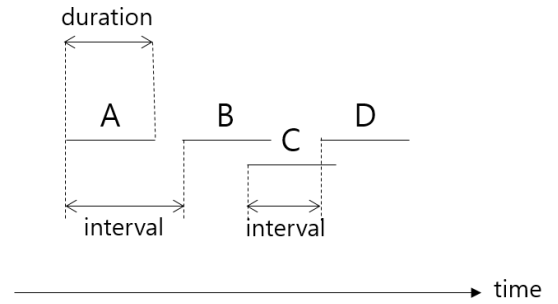 duration
A
B
C
D
interval
interval
time